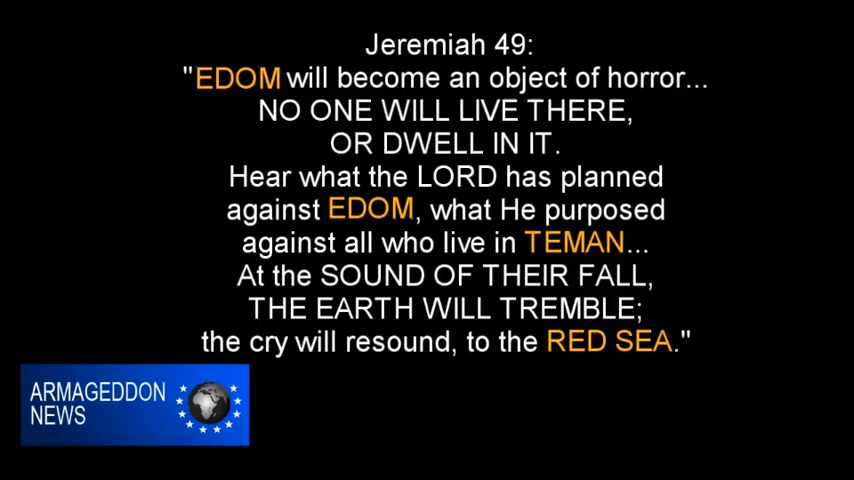 Jeremiah 49:
"EDOM will become an object of horror...
NO ONE WILL LIVE THERE,
OR DWELL IN IT.
Hear what the LORD has planned
against EDOM, what He purposed
against all who live in TEMAN...
At the SOUND OF THEIR FALL,
THE EARTH WILL TREMBLE;
the cry will resound, to the RED SEA."
ARMAGEDDON
NEWS